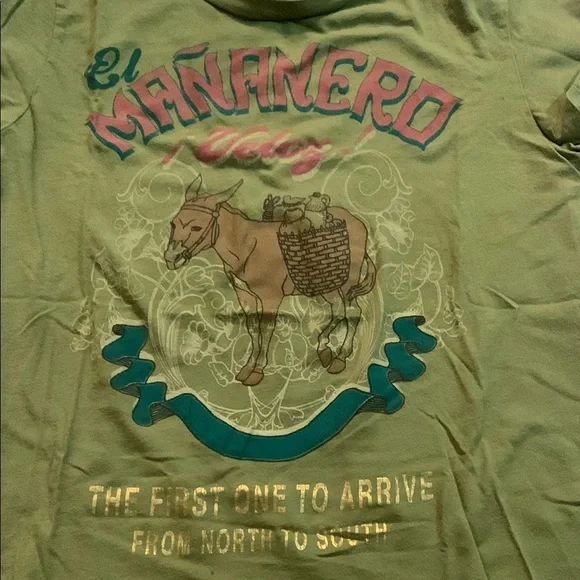 El
MAÑANERO
¡Veloz!
THE FIRST ONE TO ARRIVE
FROM NORTH TO SOUTH